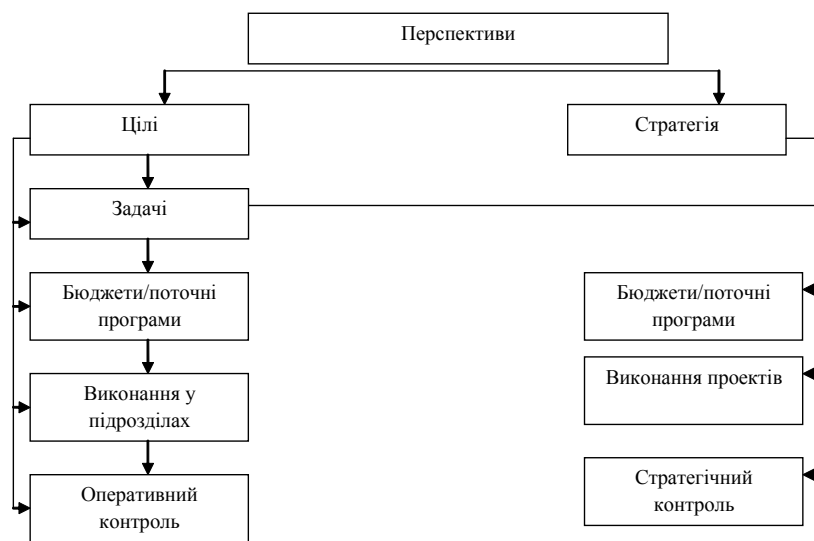 Перспективи
Цілі
Стратегія
Задачі
Бюджети/поточні
програми
Бюджети/поточні
програми
Виконання у
підрозділах
Виконання проектів
Оперативний
контроль
Стратегічний
контроль